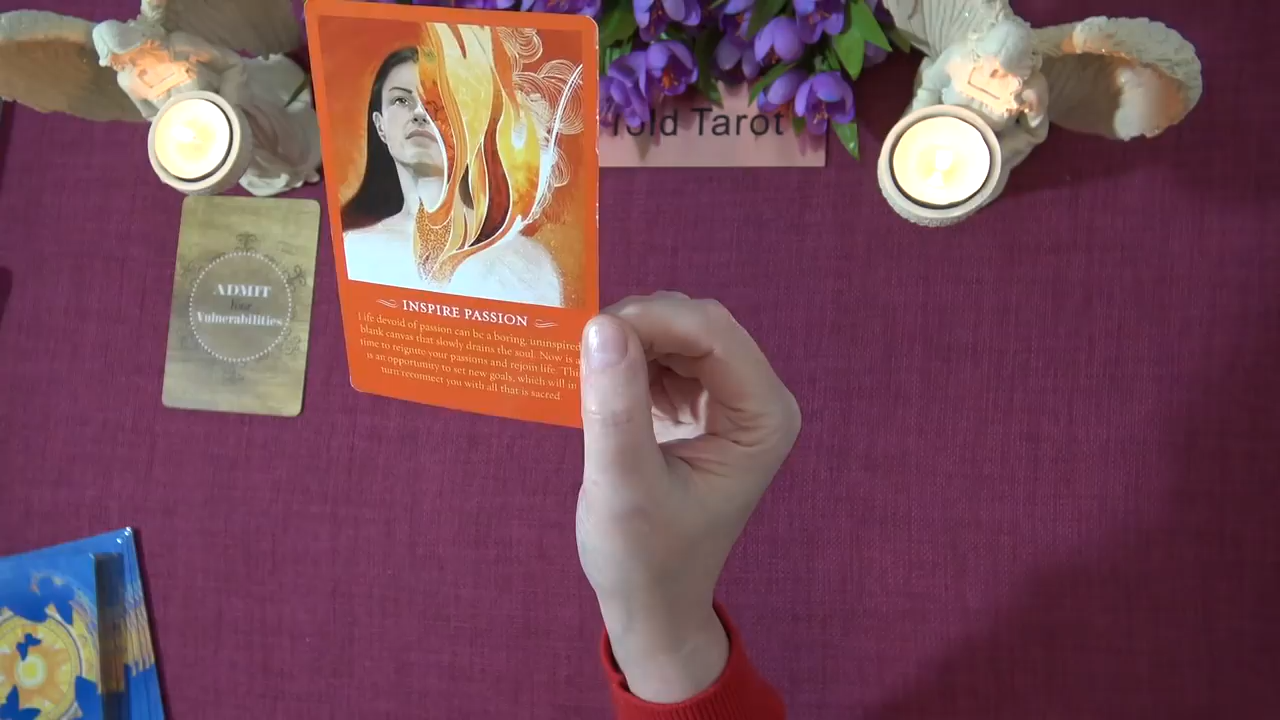 Told Tarot
ADMIT
Your
Vulnerabilities
INSPIRE PASSION
Life devoid of passion can be a boring, uninspired
blank canvas that slowly drains the soul. Now is a
time to reignite your passions and rejoin life. This
is an opportunity to set new goals, which will in
turn reconnect you with all that is sacred